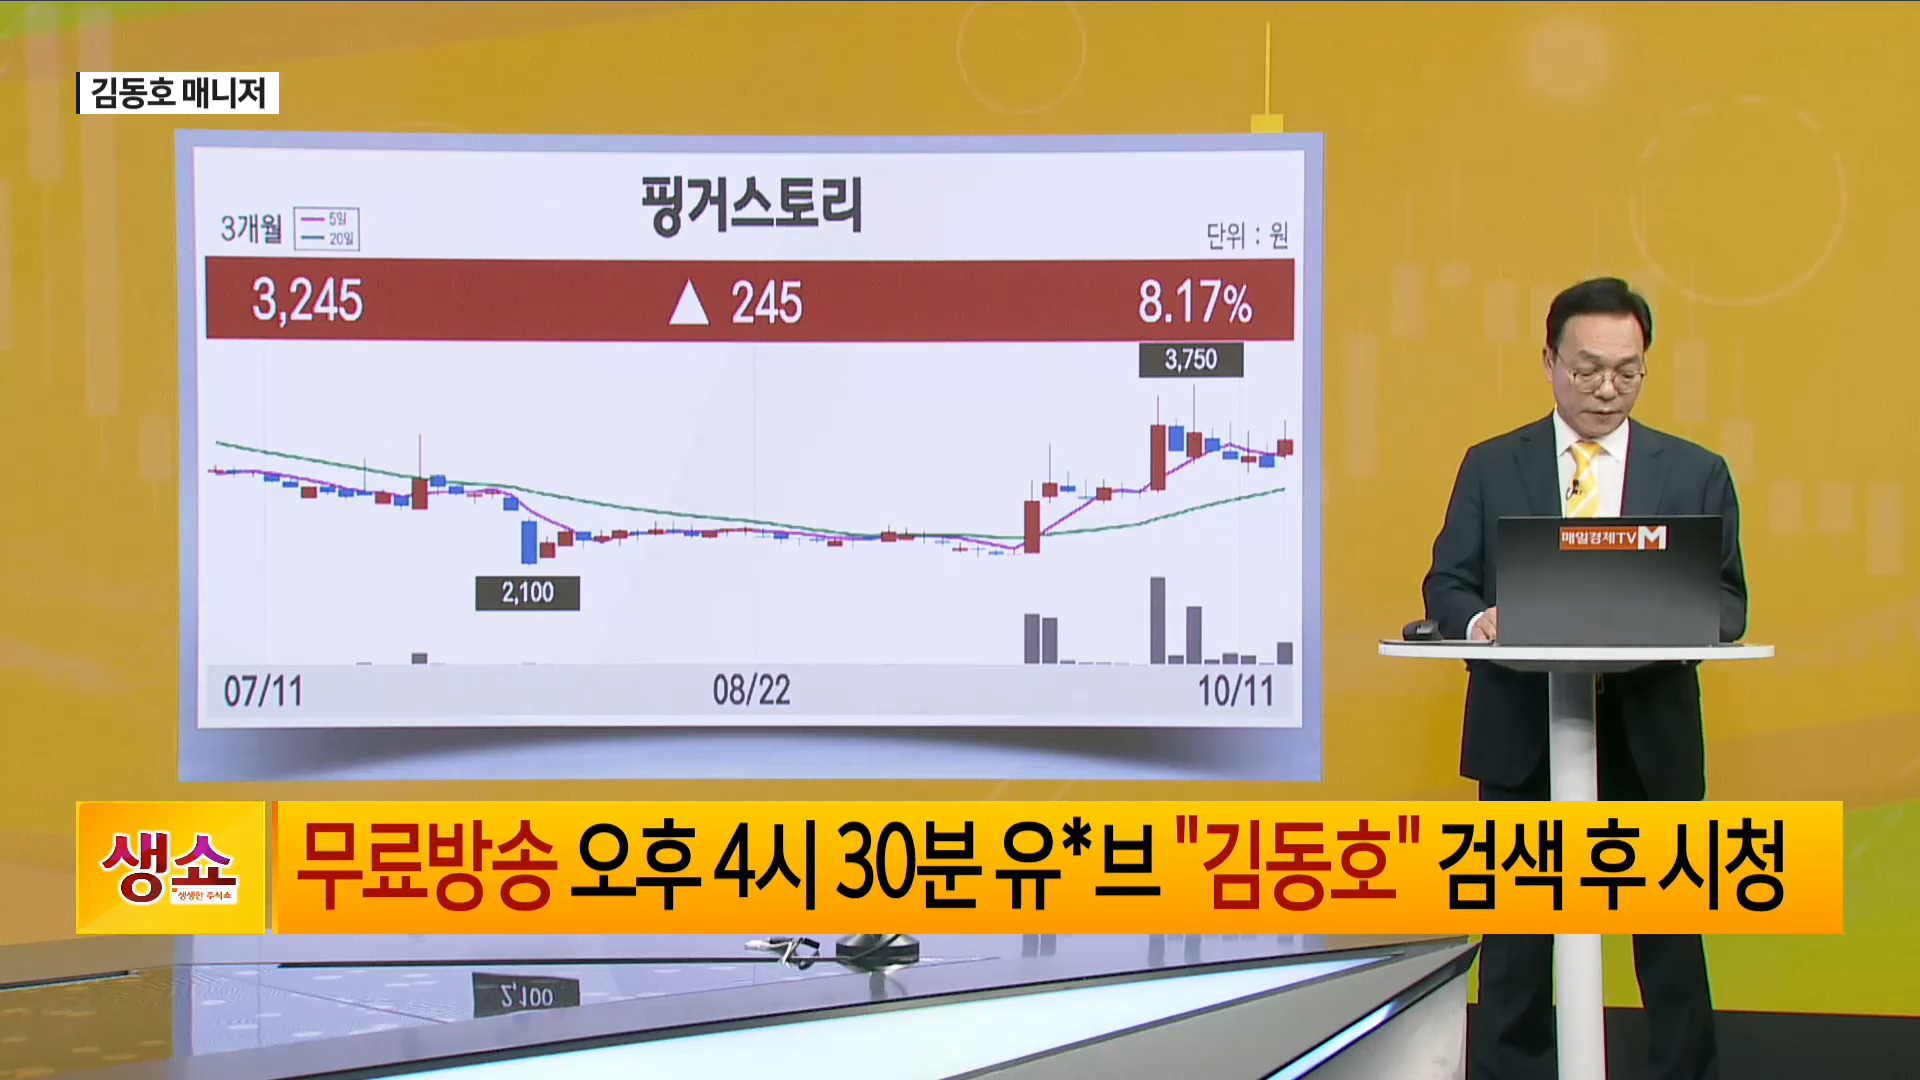 김동호 매니저
핑거스토리
3개월
5일
20일
단위 : 원
3,245 ▲ 245 8.17%
3,750
2,100
07/11 08/22 10/11
매일경제TV M
생쇼
생생한 주식쇼
무료방송 오후 4시 30분 유*브 "김동호" 검색 후 시청
2,100